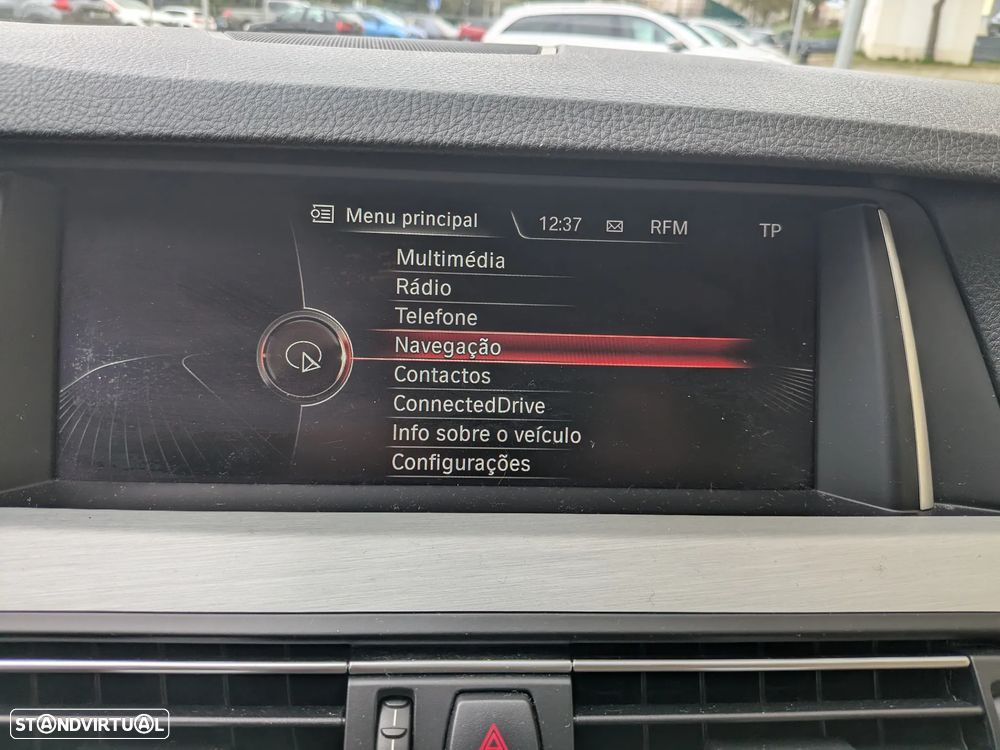 Menu principal 12:37 RFM TP
Multimédia
Rádio
Telefone
Navegação
Contactos
ConnectedDrive
Info sobre o veículo
Configurações
STANDVIRTUAL